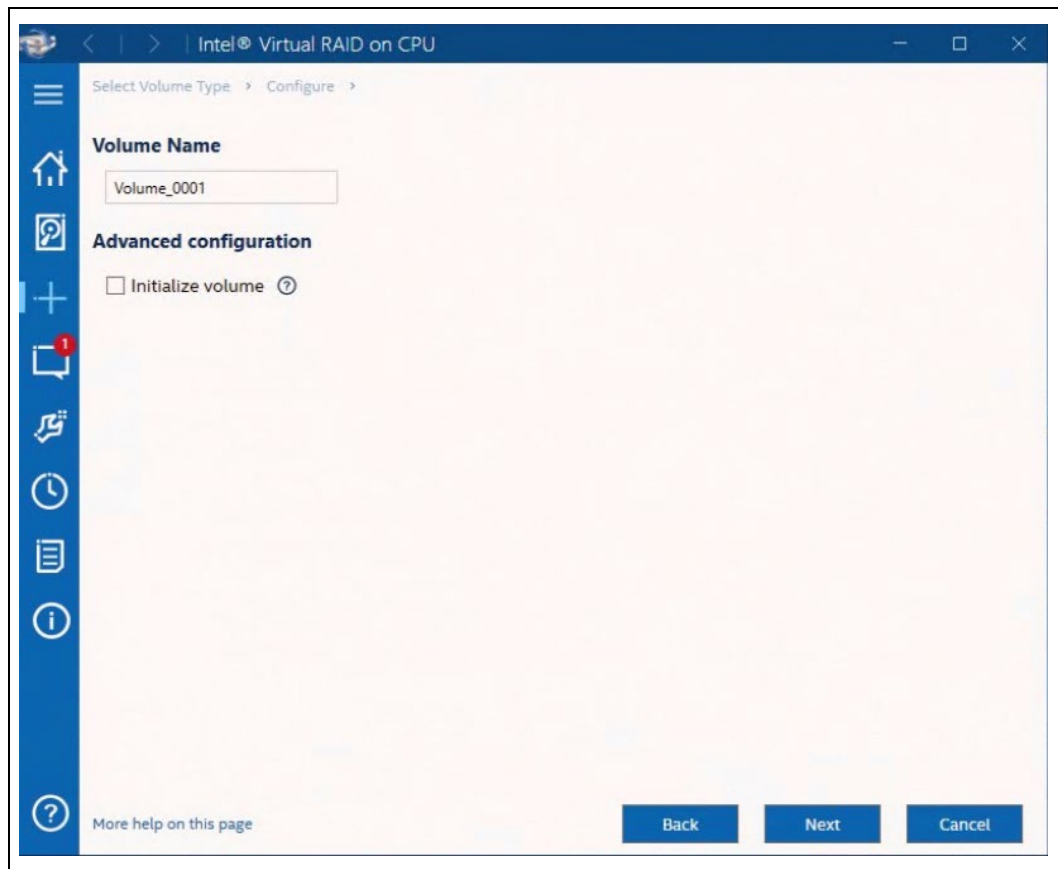 Intel® Virtual RAID on CPU
Select Volume Type > Configure >
Volume Name
Volume_0001
Advanced configuration
Initialize volume ?
1
More help on this page
Back Next Cancel